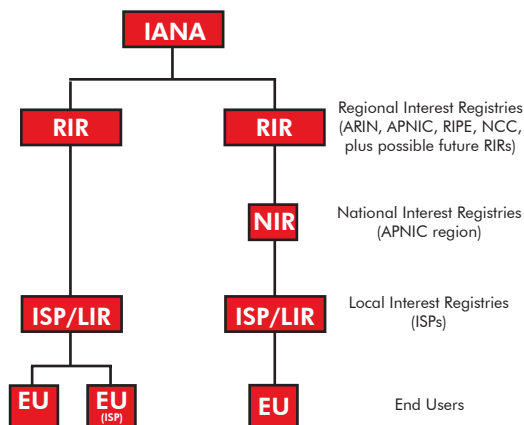 IANA
RIR
RIR
Regional Interest Registries
(ARIN, APNIC, RIPE, NCC,
plus possible future RIRs)
NIR
National Interest Registries
(APNIC region)
ISP/LIR
ISP/LIR
Local Interest Registries
(ISPs)
EU
EU
(ISP)
EU
End Users